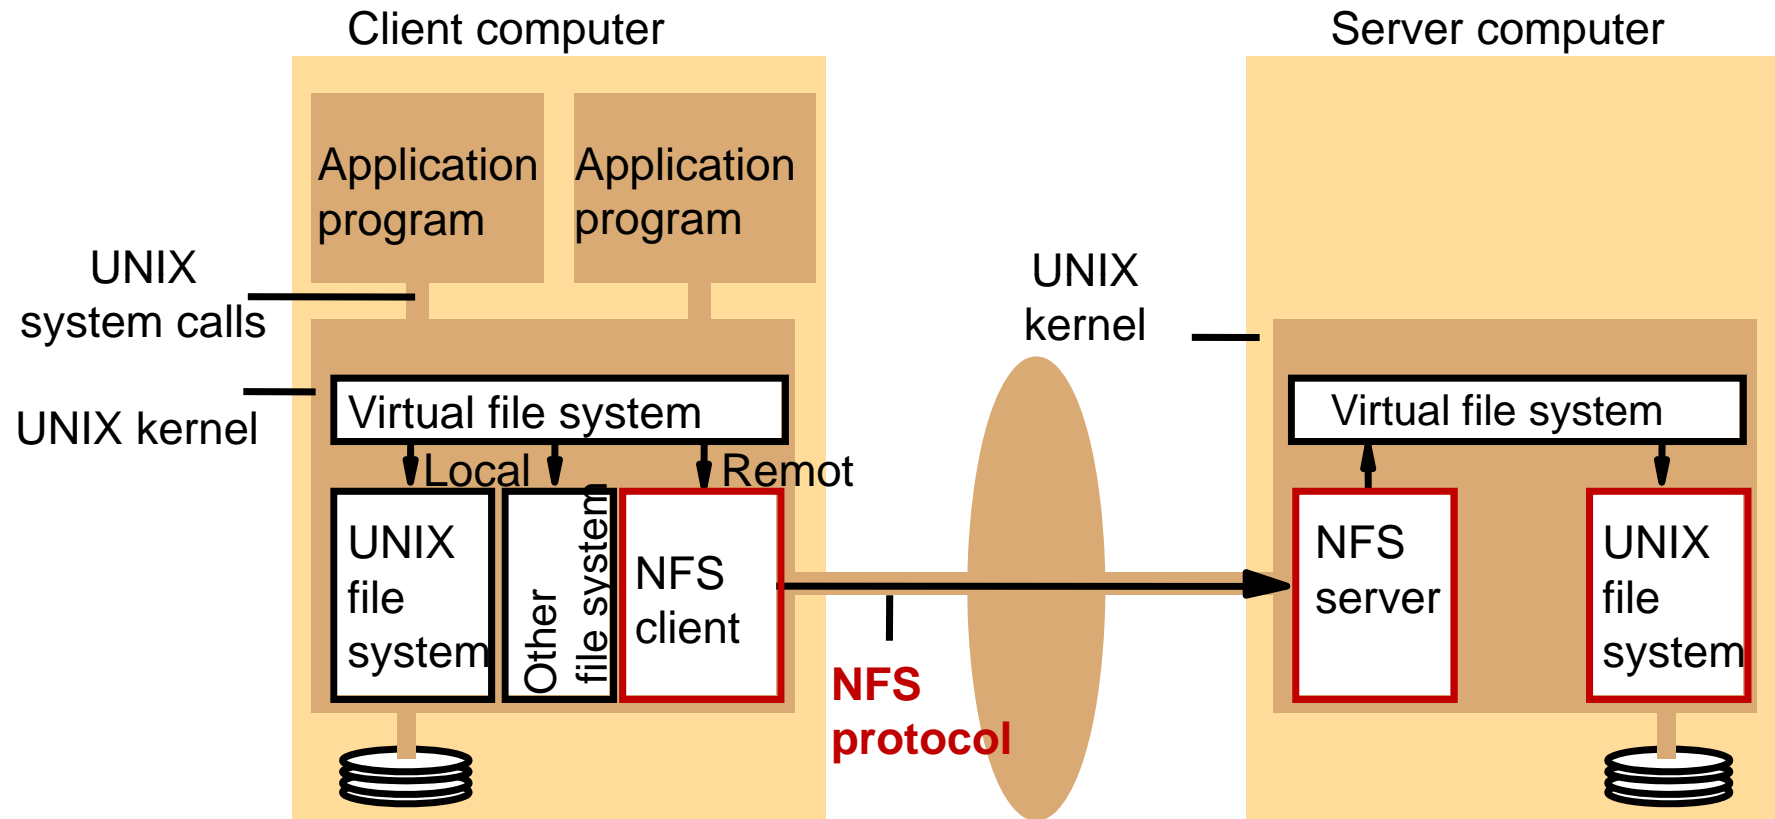 Client computer
Server computer
Application
program
Application
program
UNIX
system calls
UNIX
kernel
UNIX kernel
Virtual file system
Virtual file system
Local
Remot
UNIX
file
system
Other
file system
NFS
client
NFS
server
UNIX
file
system
NFS
protocol